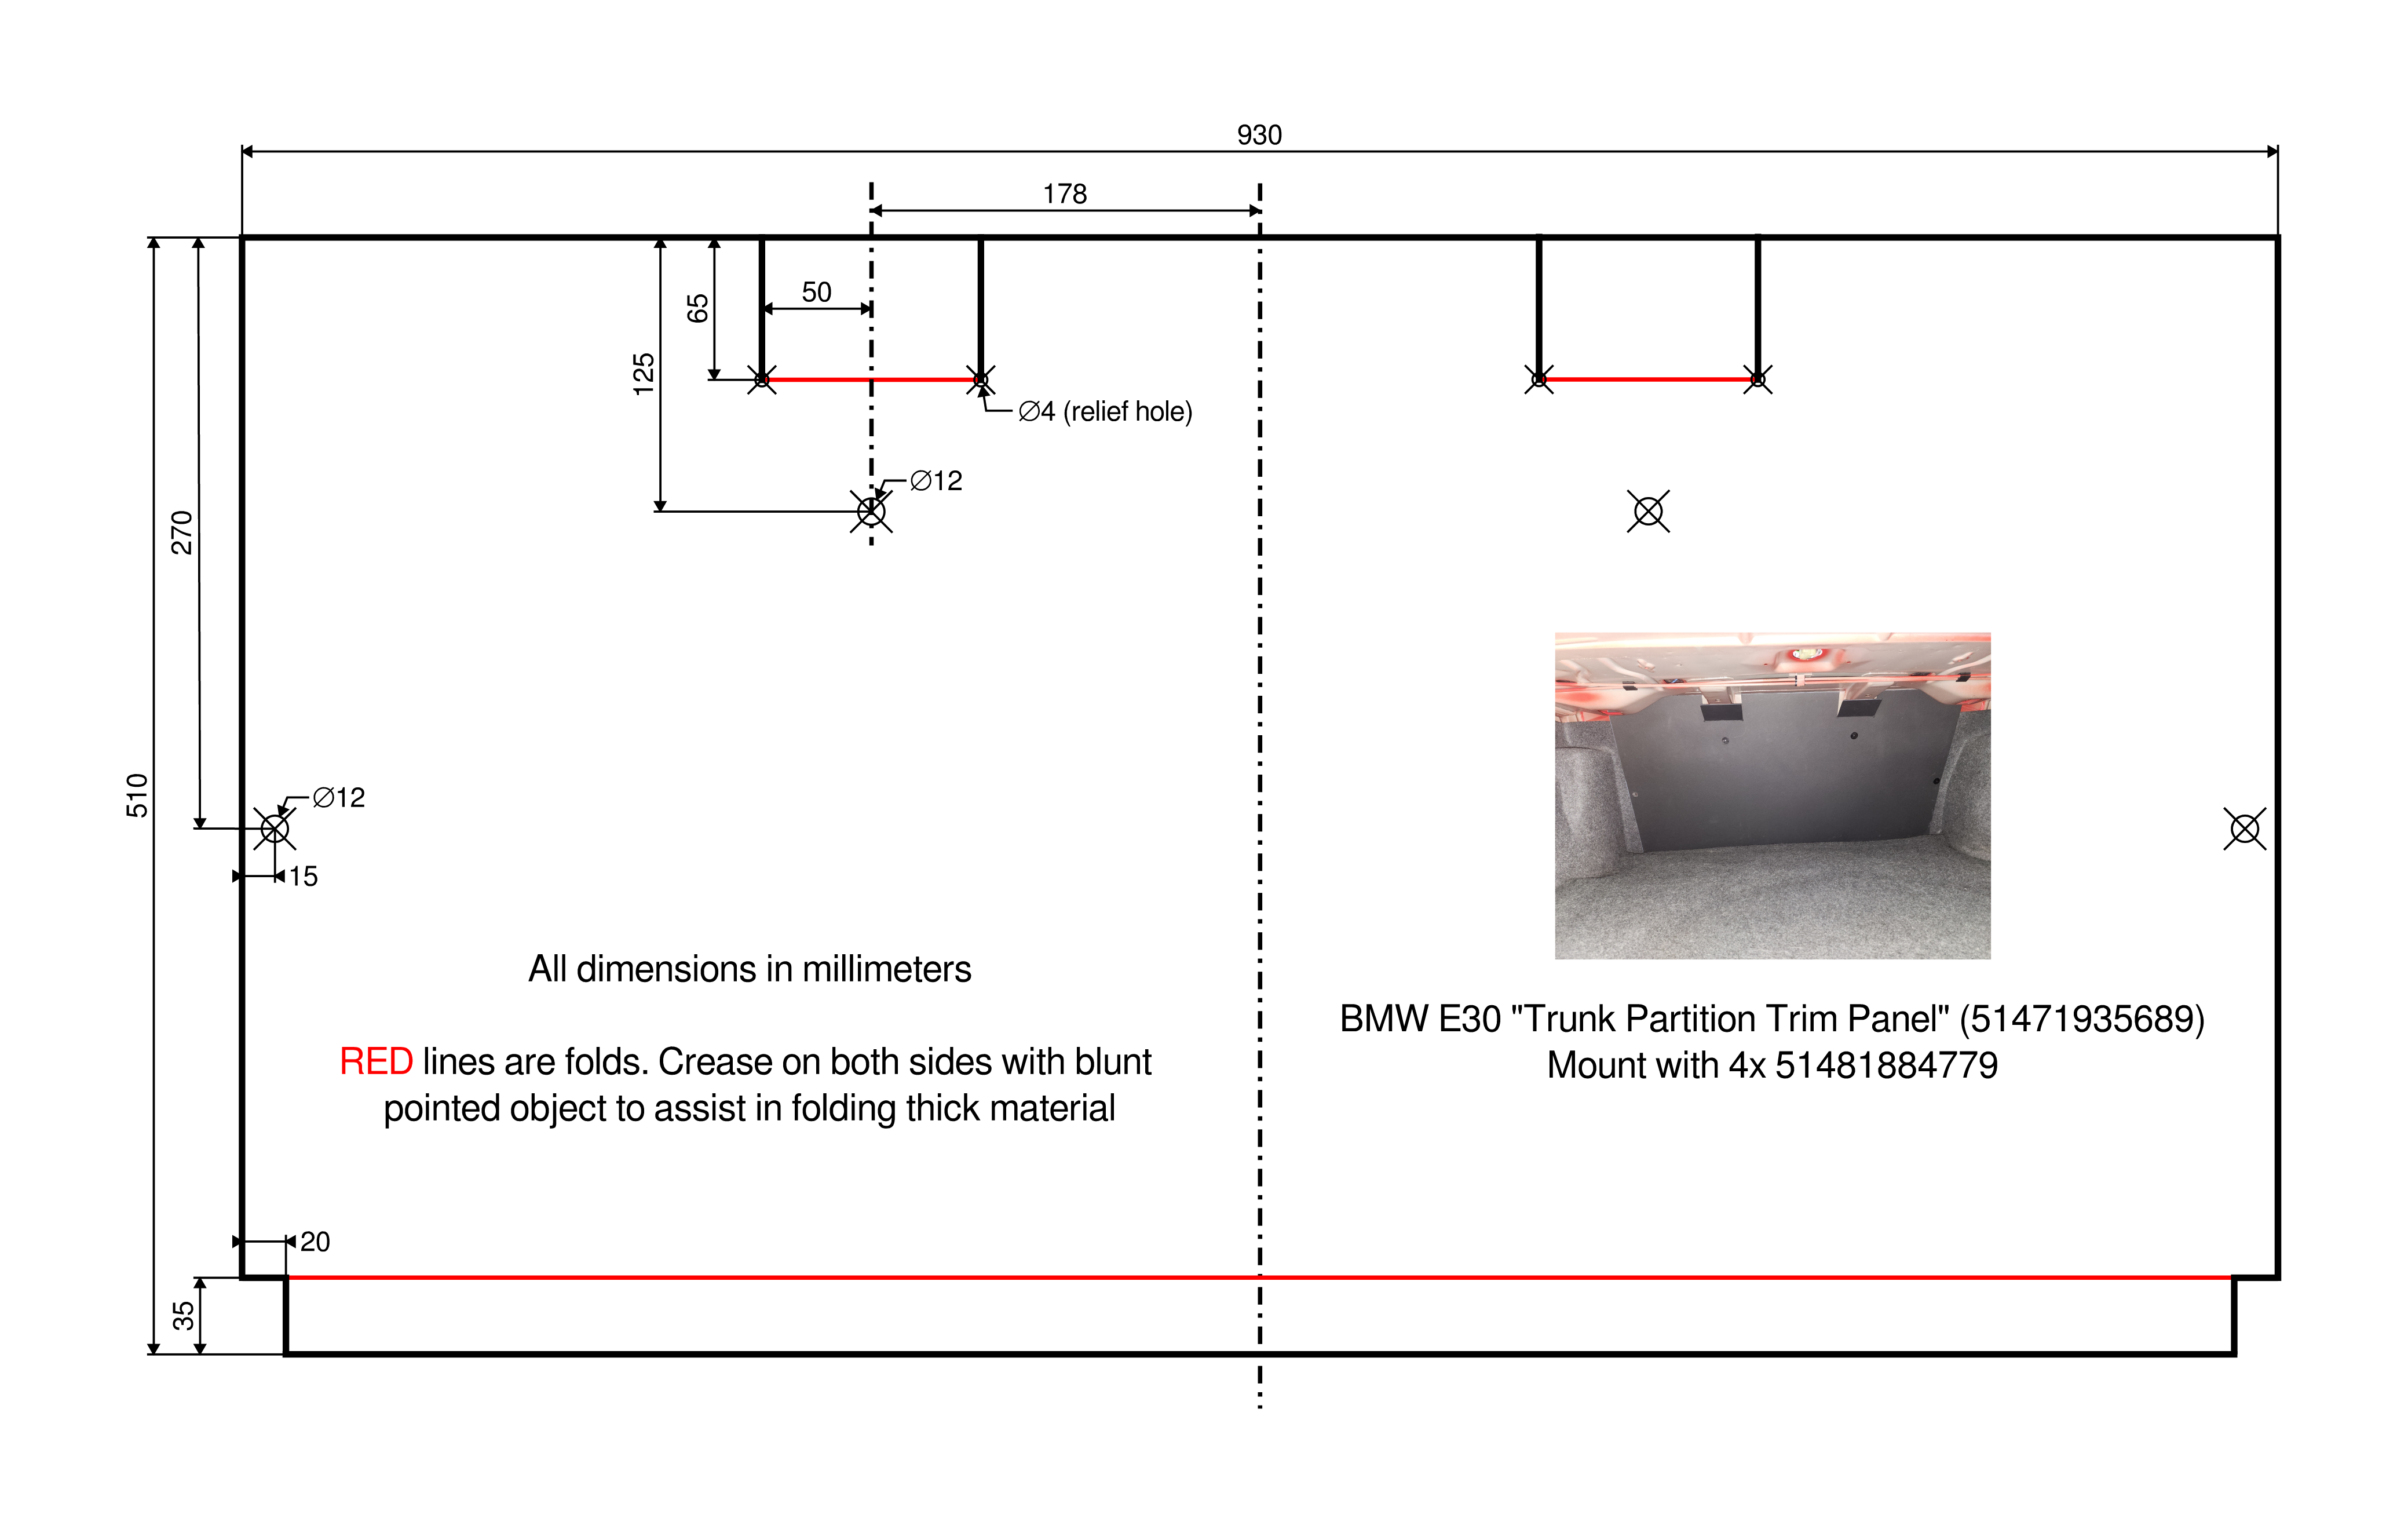 930
178
50
65
125
∅4 (relief hole)
∅12
270
510
∅12
15
All dimensions in millimeters
RED lines are folds. Crease on both sides with blunt
pointed object to assist in folding thick material
BMW E30 "Trunk Partition Trim Panel" (51471935689)
Mount with 4x 51481884779
20
35